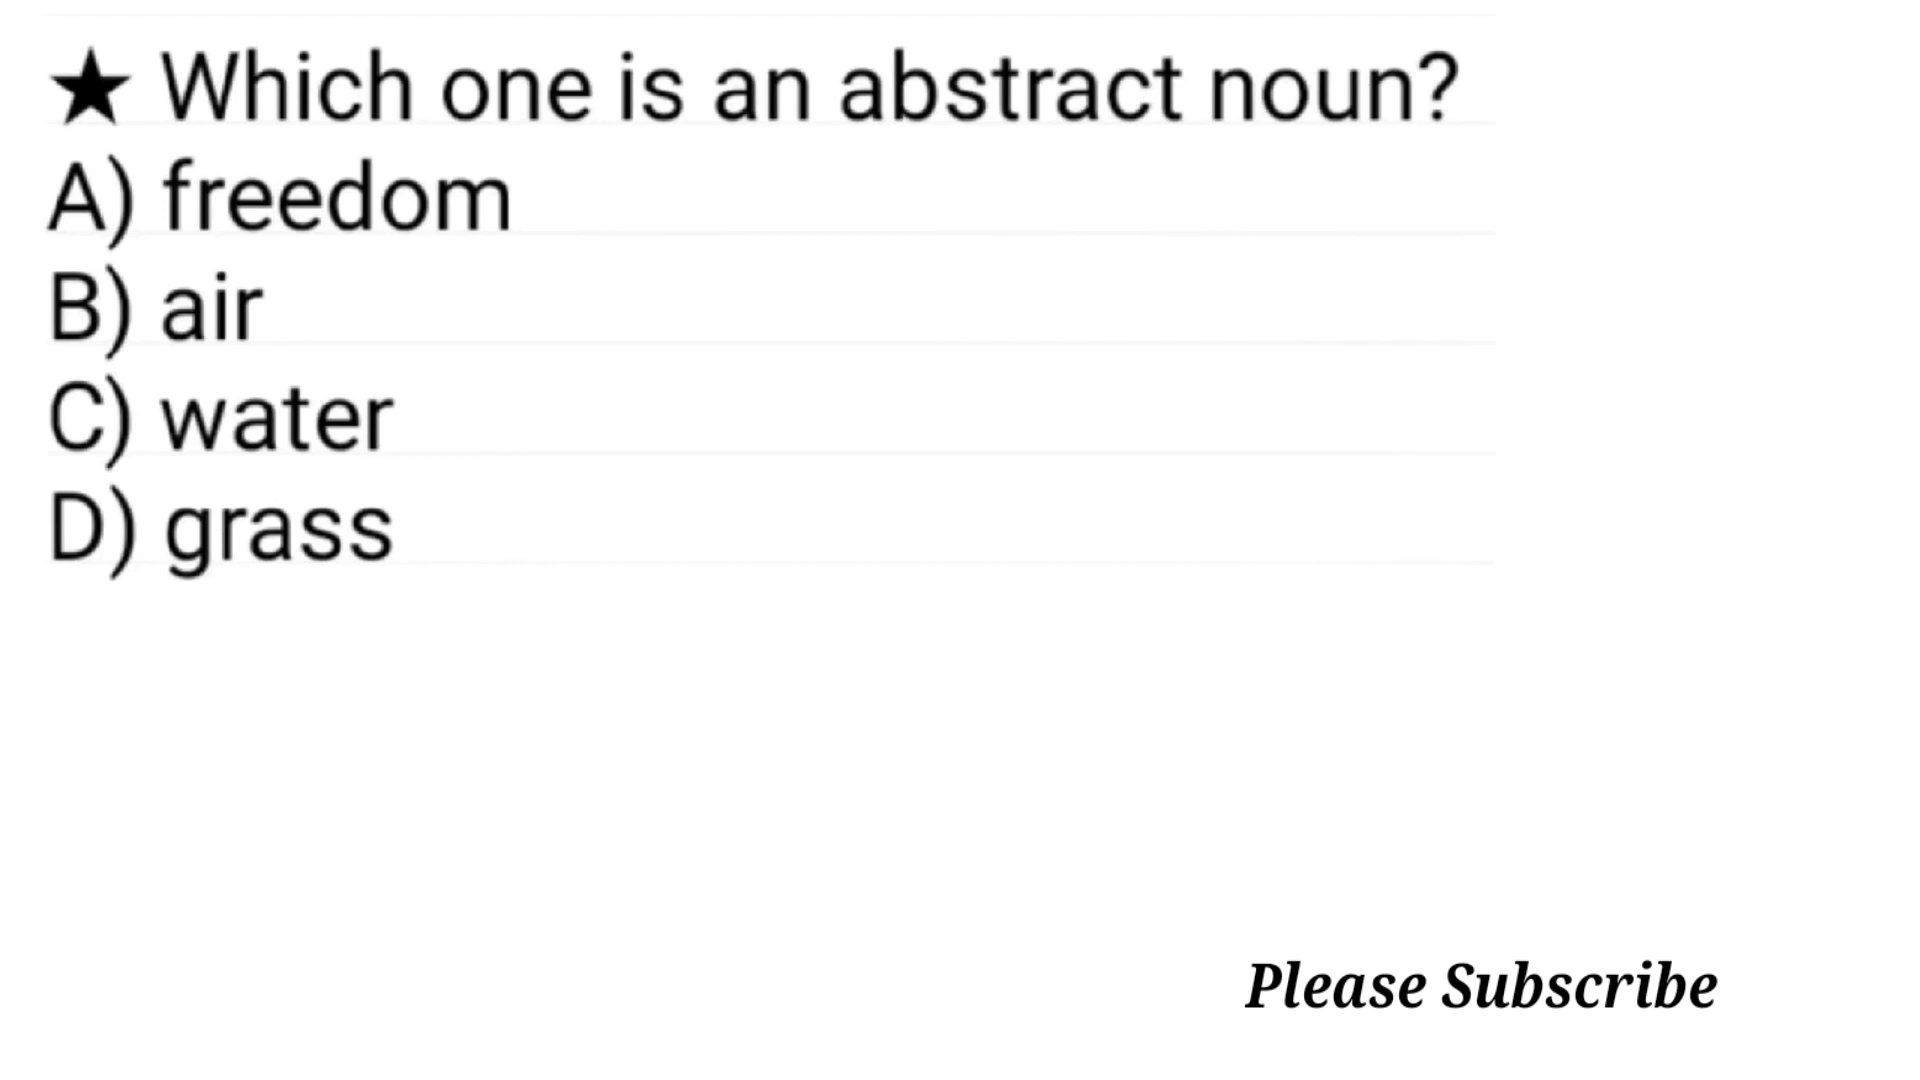 ★ Which one is an abstract noun?
A) freedom
B) air
C) water
D) grass
Please Subscribe